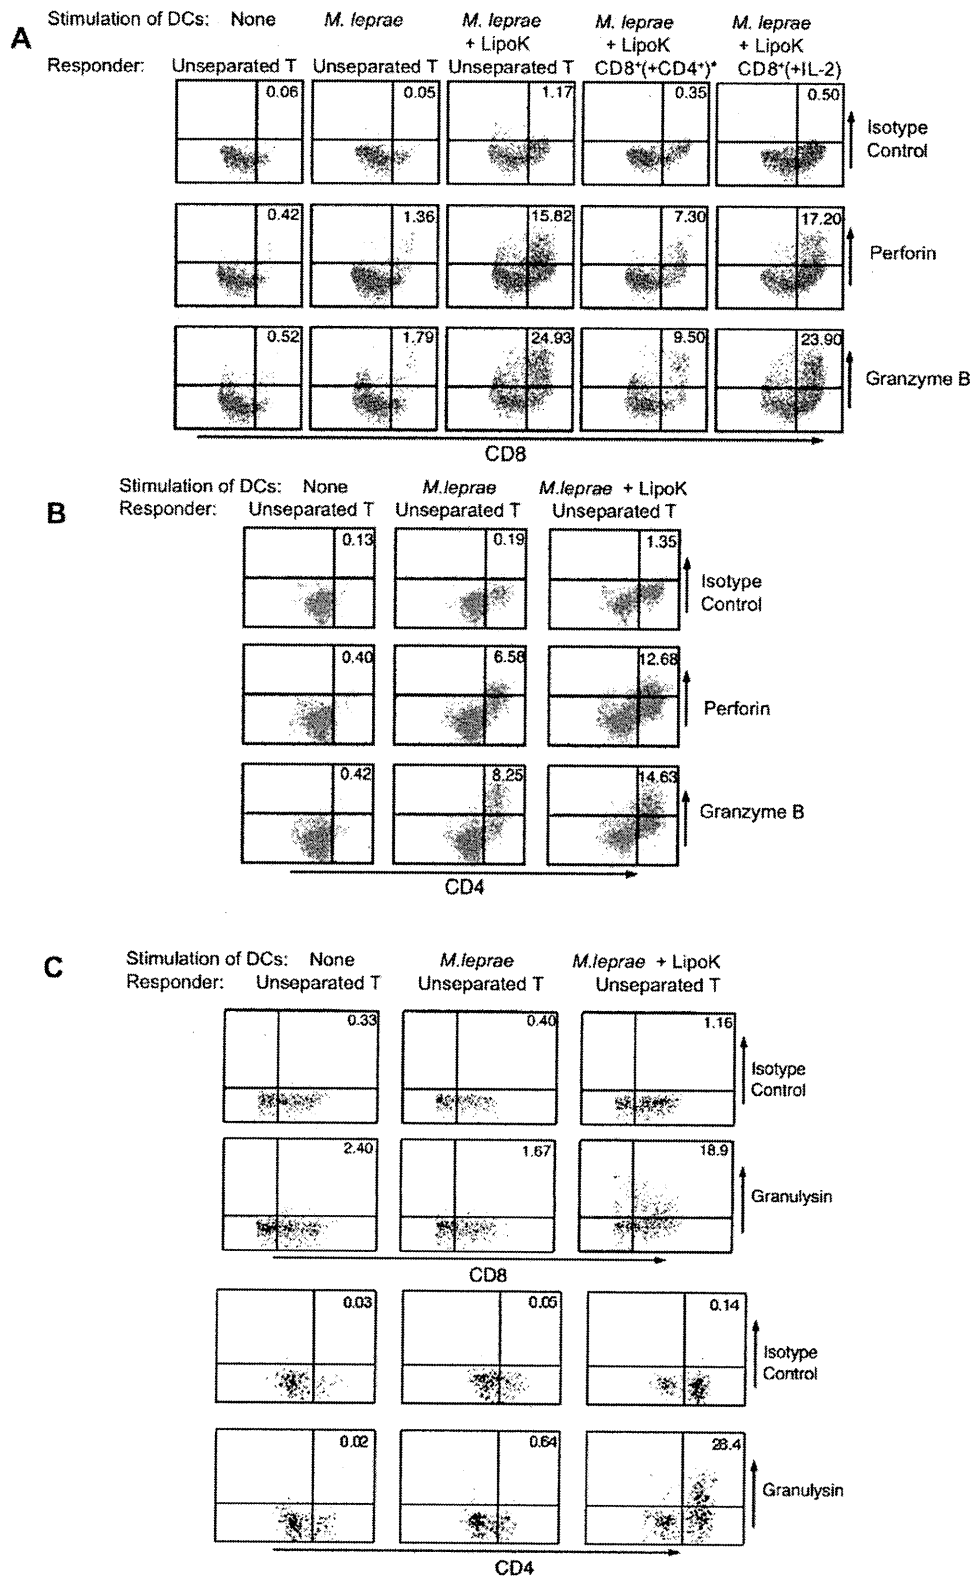 A
Stimulation of DCs: None M. leprae M. leprae + LipoK M. leprae + LipoK M. leprae + LipoK
Responder: Unseparated T Unseparated T Unseparated T CD8⁺(+CD4⁺)* CD8⁺(+IL-2)
0.06 0.05 1.17 0.35 0.50
Isotype
Control
0.42 1.36 15.82 7.30 17.20
Perforin
0.52 1.79 24.93 9.50 23.90
Granzyme B
CD8
B
Stimulation of DCs: None M.leprae M.leprae + LipoK
Responder: Unseparated T Unseparated T Unseparated T
0.13 0.19 1.35
Isotype
Control
0.40 6.58 12.68
Perforin
0.42 8.25 14.63
Granzyme B
CD4
C
Stimulation of DCs: None M.leprae M.leprae + LipoK
Responder: Unseparated T Unseparated T Unseparated T
0.33 0.40 1.16
Isotype
Control
2.40 1.67 18.9
Granulysin
CD8
0.03 0.05 0.14
Isotype
Control
0.02 0.64 28.4
Granulysin
CD4